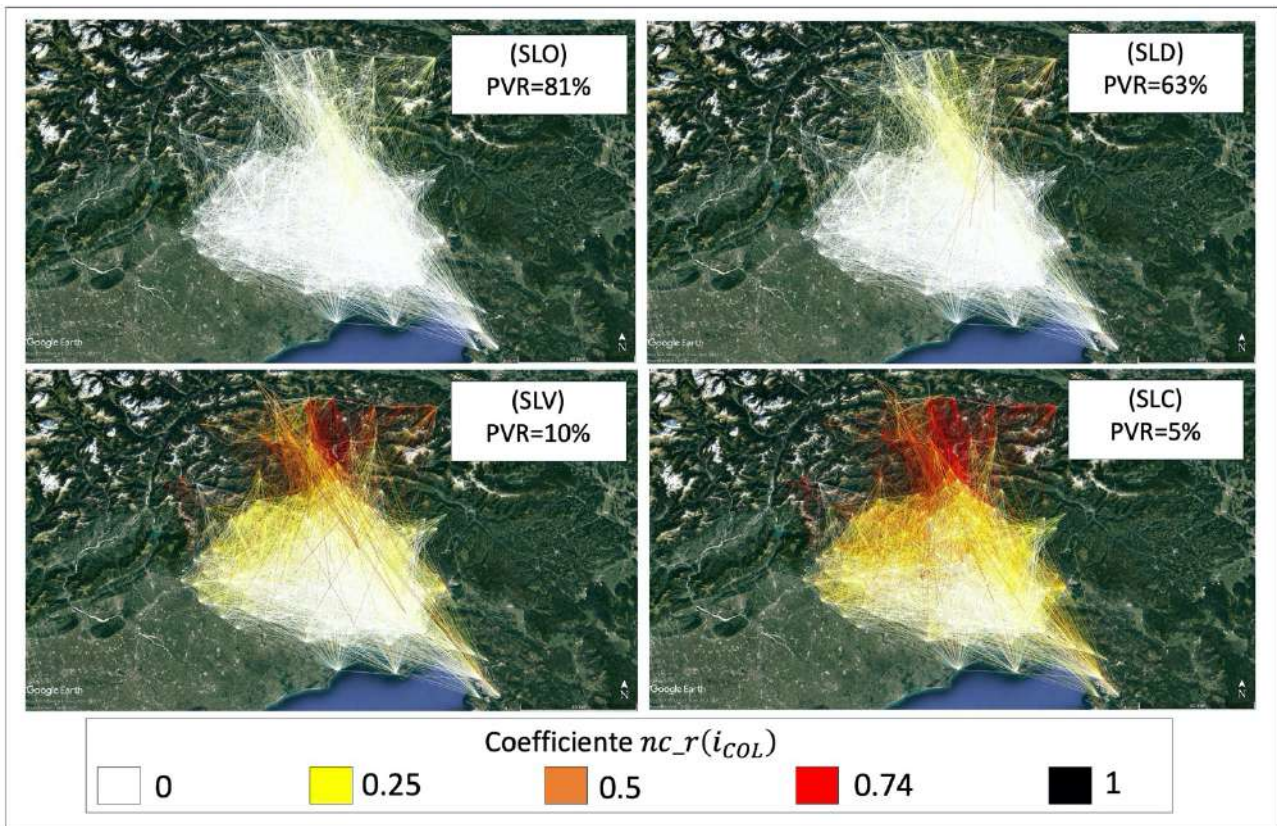 (SLO)
PVR=81%
(SLD)
PVR=63%
Google Earth
N
Google Earth
N
(SLV)
PVR=10%
(SLC)
PVR=5%
Google Earth
N
Google Earth
N
Coefficiente nc_r(i_COL)
0 0.25 0.5 0.74 1